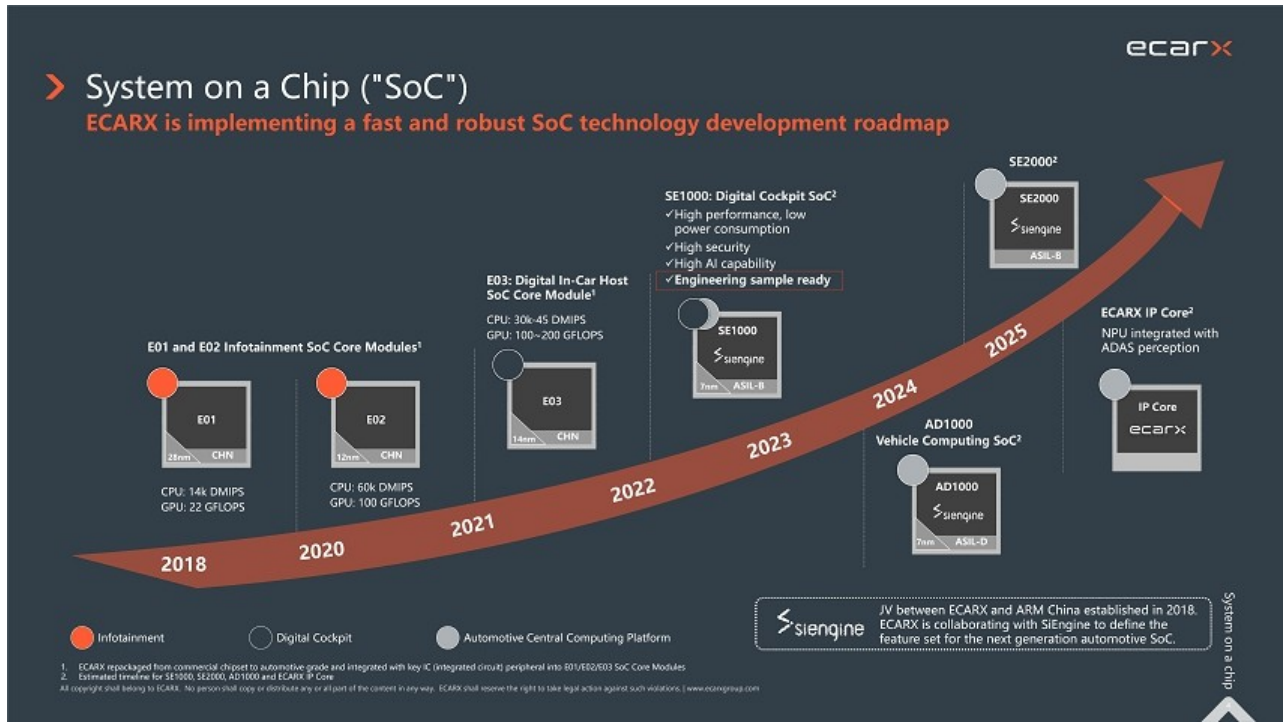 ecarx
System on a Chip ("SoC")
ECARX is implementing a fast and robust SoC technology development roadmap
E01 and E02 Infotainment SoC Core Modules¹
E01
28nm CHN
CPU: 14k DMIPS
GPU: 22 GFLOPS
E02
12nm CHN
CPU: 60k DMIPS
GPU: 100 GFLOPS
E03: Digital In-Car Host
SoC Core Module¹
CPU: 30k-45 DMIPS
GPU: 100~200 GFLOPS
E03
14nm CHN
SE1000: Digital Cockpit SoC²
✓High performance, low
power consumption
✓High security
✓High AI capability
✓Engineering sample ready
SE1000
Siengine
7nm ASIL-B
AD1000
Vehicle Computing SoC²
AD1000
Siengine
7nm ASIL-D
SE2000²
SE2000
Siengine
ASIL-B
ECARX IP Core²
NPU integrated with
ADAS perception
IP Core
ecarx
2018
2020
2021
2022
2023
2024
2025
Siengine
JV between ECARX and ARM China established in 2018.
ECARX is collaborating with SiEngine to define the
feature set for the next generation automotive SoC.
Infotainment
Digital Cockpit
Automotive Central Computing Platform
1. ECARX repackaged from commercial chipset to automotive grade and integrated with key IC (integrated circuit) peripheral into E01/E02/E03 SoC Core Modules
2. Estimated timeline for SE1000, SE2000, AD1000 and ECARX IP Core
All copyright shall belong to ECARX. No person shall copy or distribute any or all part of the content in any way. ECARX shall reserve the right to take legal action against such violations. | www.ecarxgroup.com
System on a chip